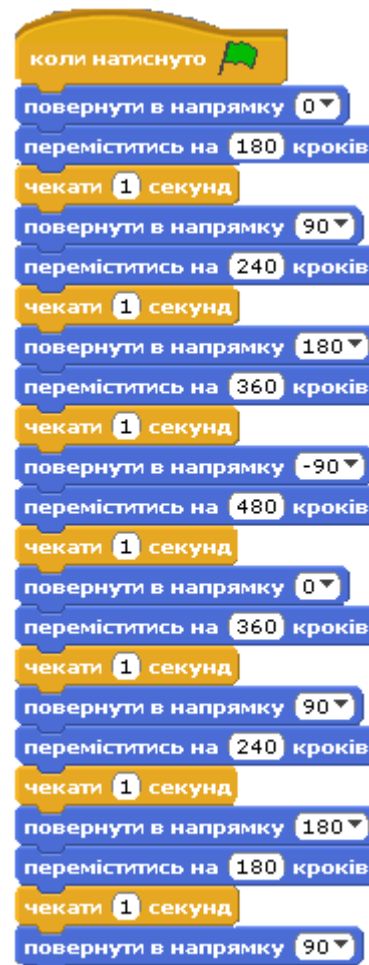 коли натиснуто
повернути в напрямку 0
переміститись на 180 кроків
чекати 1 секунд
повернути в напрямку 90
переміститись на 240 кроків
чекати 1 секунд
повернути в напрямку 180
переміститись на 360 кроків
чекати 1 секунд
повернути в напрямку -90
переміститись на 480 кроків
чекати 1 секунд
повернути в напрямку 0
переміститись на 360 кроків
чекати 1 секунд
повернути в напрямку 90
переміститись на 240 кроків
чекати 1 секунд
повернути в напрямку 180
переміститись на 180 кроків
чекати 1 секунд
повернути в напрямку 90